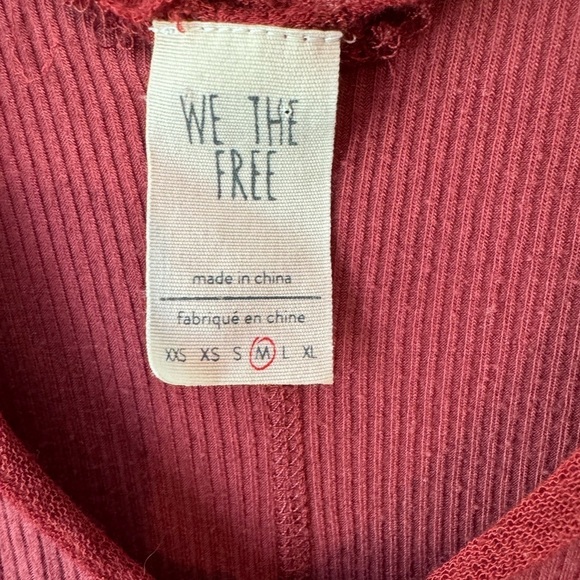 WE THE
FREE
made in china
fabriqué en chine
XXS XS S M L XL